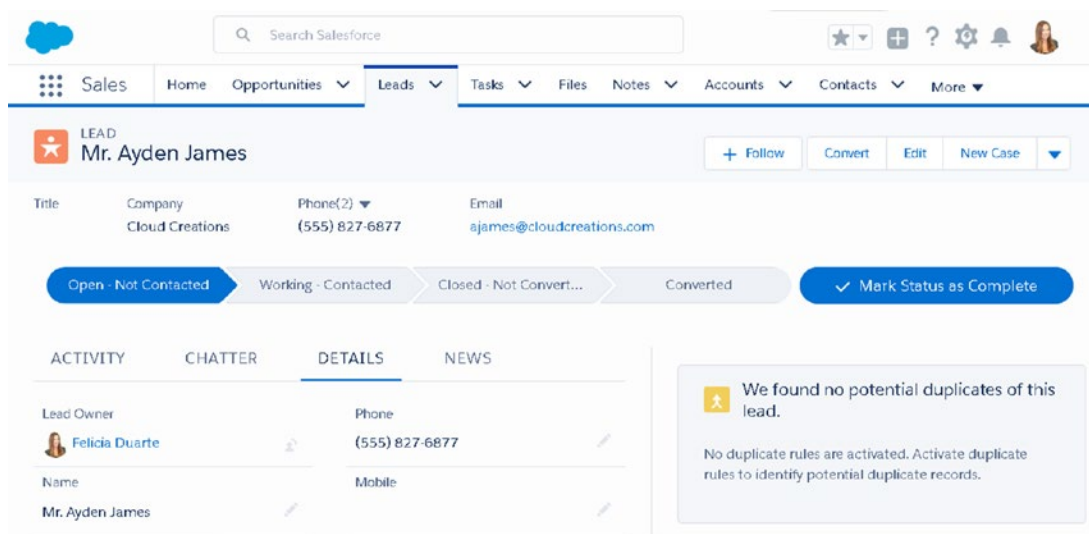 Search Salesforce
Sales Home Opportunities Leads Tasks Files Notes Accounts Contacts More
LEAD
Mr. Ayden James
+ Follow Convert Edit New Case
Title Company Phone(2) Email
Cloud Creations (555) 827-6877 ajames@cloudcreations.com
Open - Not Contacted Working - Contacted Closed - Not Convert... Converted Mark Status as Complete
ACTIVITY CHATTER DETAILS NEWS
Lead Owner Phone
Felicia Duarte (555) 827-6877
Name Mobile
Mr. Ayden James
We found no potential duplicates of this
lead.
No duplicate rules are activated. Activate duplicate
rules to identify potential duplicate records.